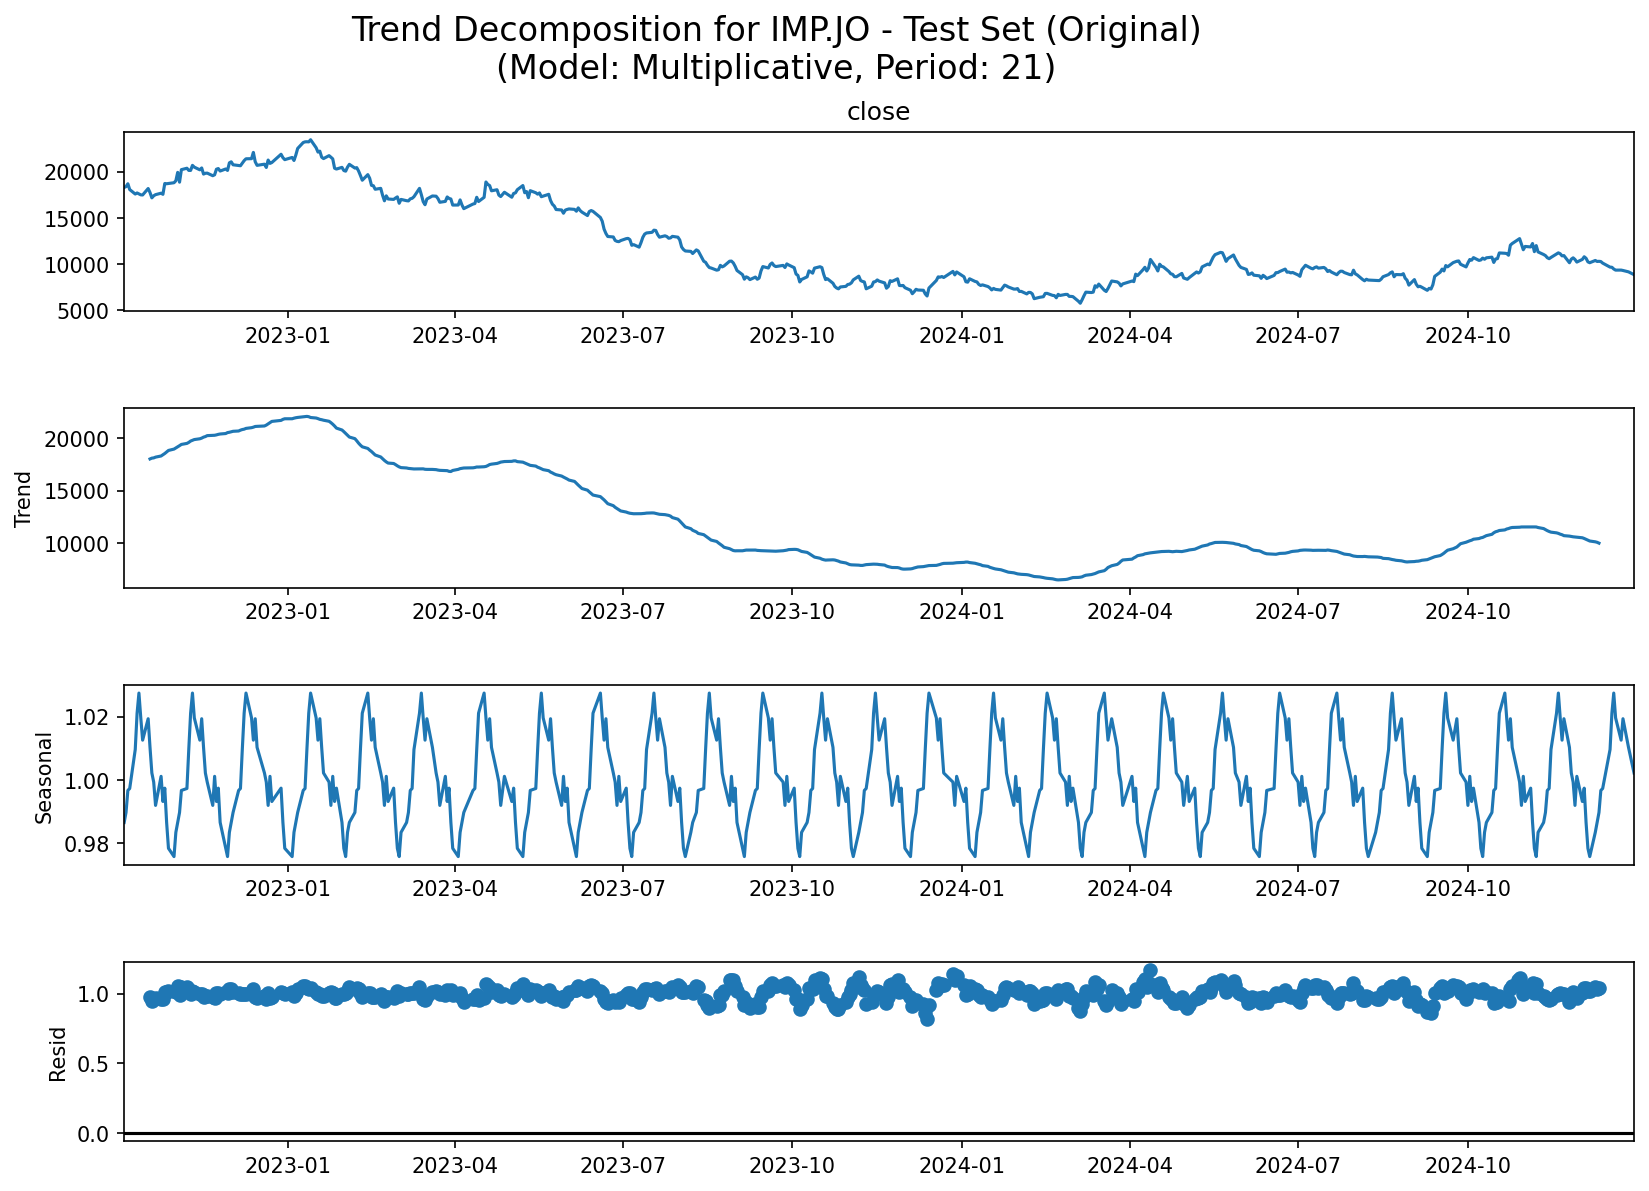 Trend Decomposition for IMP.JO - Test Set (Original)
(Model: Multiplicative, Period: 21)
close
20000
15000
10000
5000
2023-01 2023-04 2023-07 2023-10 2024-01 2024-04 2024-07 2024-10
Trend
20000
15000
10000
2023-01 2023-04 2023-07 2023-10 2024-01 2024-04 2024-07 2024-10
Seasonal
1.02
1.00
0.98
2023-01 2023-04 2023-07 2023-10 2024-01 2024-04 2024-07 2024-10
Resid
1.0
0.5
0.0
2023-01 2023-04 2023-07 2023-10 2024-01 2024-04 2024-07 2024-10